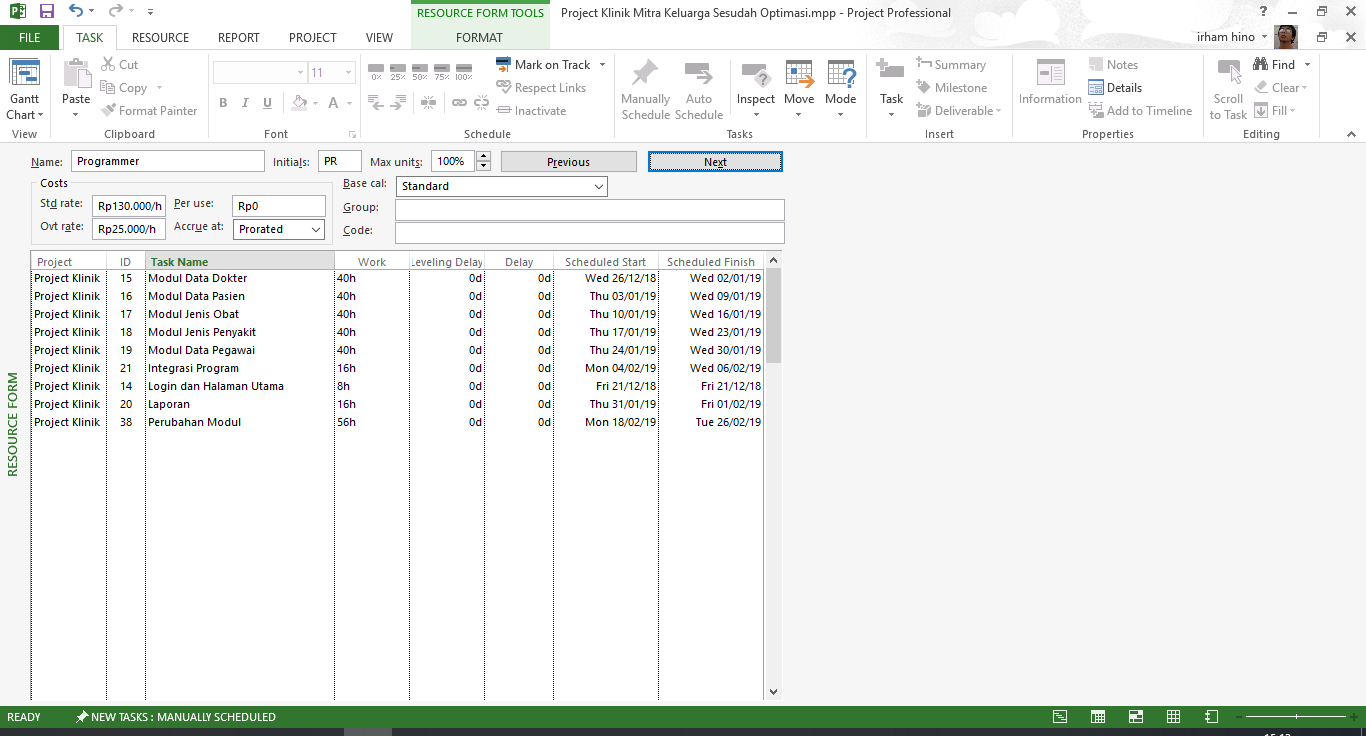 RESOURCE FORM TOOLS Project Klinik Mitra Keluarga Sesudah Optimasi.mpp - Project Professional ?
FILE TASK RESOURCE REPORT PROJECT VIEW FORMAT irham hino
Gantt Chart
View
Paste
Cut
Copy
Format Painter
Clipboard
11
B I U A
Font
0% 25% 50% 75% 100%
Mark on Track
Respect Links
Inactivate
Schedule
Manually Schedule
Auto Schedule
Inspect
Move
Mode
Tasks
Task
Summary
Milestone
Deliverable
Insert
Information
Notes
Details
Add to Timeline
Properties
Scroll to Task
Find
Clear
Fill
Editing
Name: Programmer Initials: PR Max units: 100% Previous Next
Costs
Std rate: Rp130.000/h Per use: Rp0
Ovt rate: Rp25.000/h Accrue at: Prorated
Base cal: Standard
Group:
Code:
Project ID Task Name Work Leveling Delay Delay Scheduled Start Scheduled Finish
Project Klinik 15 Modul Data Dokter 40h 0d 0d Wed 26/12/18 Wed 02/01/19
Project Klinik 16 Modul Data Pasien 40h 0d 0d Thu 03/01/19 Wed 09/01/19
Project Klinik 17 Modul Jenis Obat 40h 0d 0d Thu 10/01/19 Wed 16/01/19
Project Klinik 18 Modul Jenis Penyakit 40h 0d 0d Thu 17/01/19 Wed 23/01/19
Project Klinik 19 Modul Data Pegawai 40h 0d 0d Thu 24/01/19 Wed 30/01/19
Project Klinik 21 Integrasi Program 16h 0d 0d Mon 04/02/19 Wed 06/02/19
Project Klinik 14 Login dan Halaman Utama 8h 0d 0d Fri 21/12/18 Fri 21/12/18
Project Klinik 20 Laporan 16h 0d 0d Thu 31/01/19 Fri 01/02/19
Project Klinik 38 Perubahan Modul 56h 0d 0d Mon 18/02/19 Tue 26/02/19
RESOURCE FORM
READY NEW TASKS : MANUALLY SCHEDULED